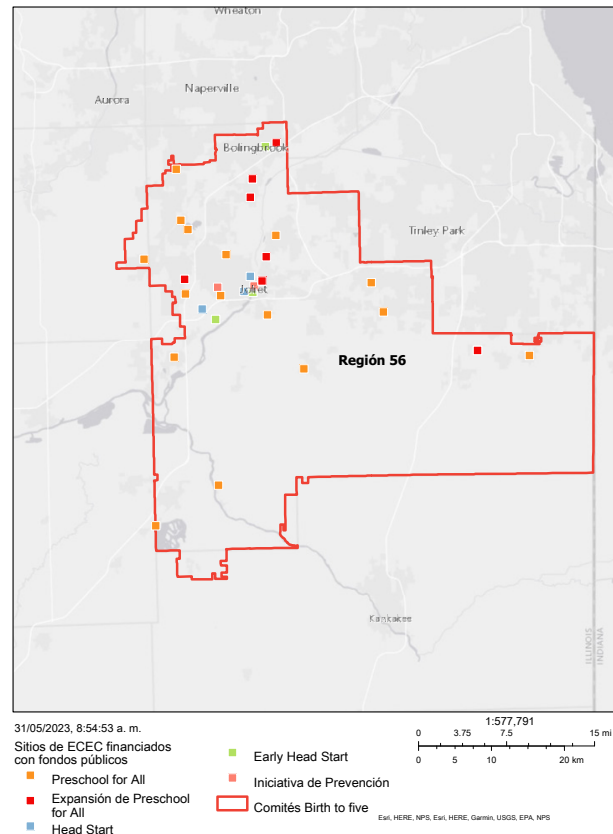 Wheaton
Naperville
Aurora
Bolingbrook
Tinley Park
Joliet
Región 56
Kankakee
ILLINOIS
INDIANA
31/05/2023, 8:54:53 a. m.
Sitios de ECEC financiados
con fondos públicos
Preschool for All
Expansión de Preschool
for All
Head Start
Early Head Start
Iniciativa de Prevención
Comités Birth to five
1:577,791
0 3.75 7.5 15 mi
0 5 10 20 km
Esri, HERE, NPS, Esri, HERE, Garmin, USGS, EPA, NPS